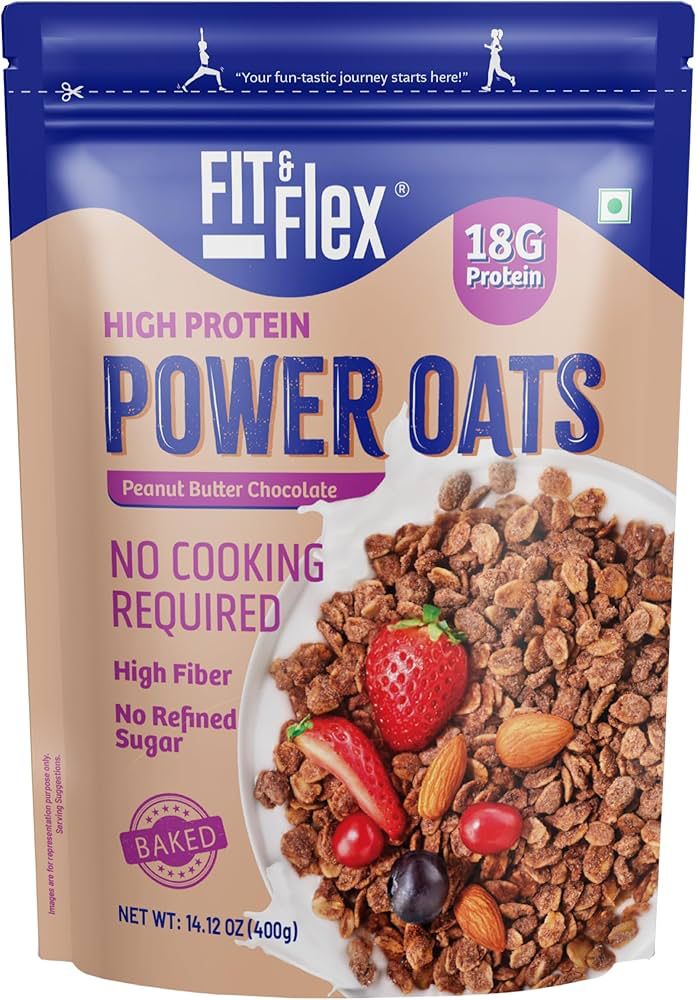 "Your fun-tastic journey starts here!"
FIT & Flex ®
18G
Protein
HIGH PROTEIN
POWER OATS
Peanut Butter Chocolate
NO COOKING
REQUIRED
High Fiber
No Refined
Sugar
BAKED
NET WT: 14.12 OZ (400g)
Images are for representation purpose only.
Serving Suggestions.